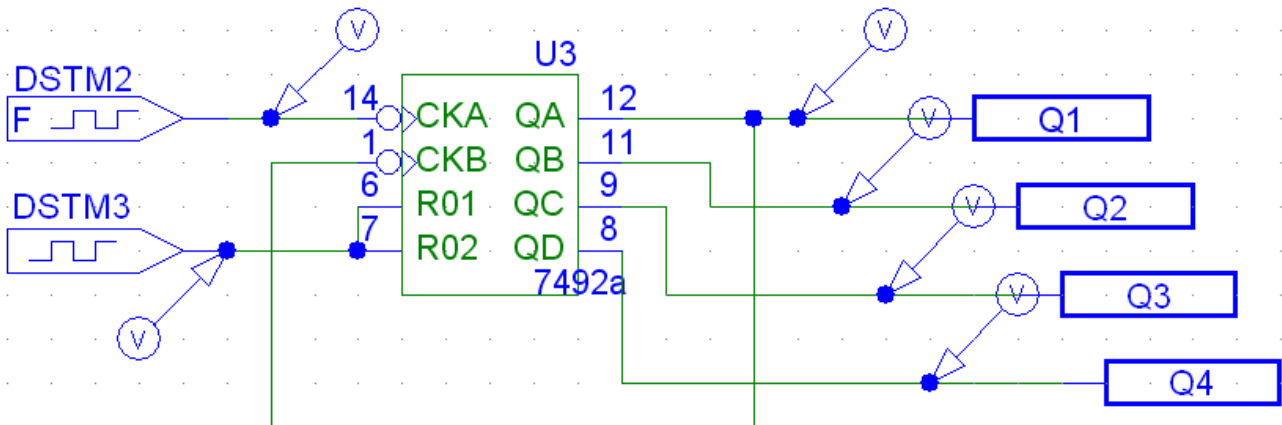 V
V
U3
DSTM2
F
14
CKA
QA
12
V
Q1
1
CKB
QB
11
6
R01
QC
9
DSTM3
7
R02
QD
8
V
Q2
7492a
V
V
Q3
Q4